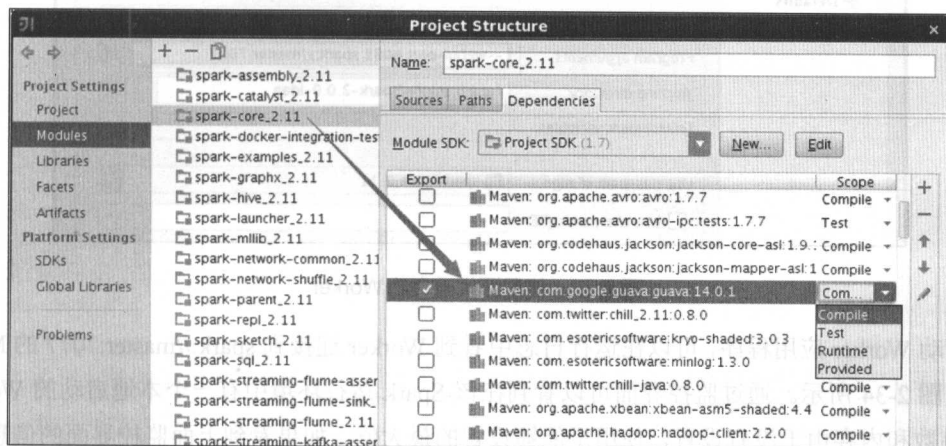 Project Structure
Project Settings
Project
Modules
Libraries
Facets
Artifacts
Platform Settings
SDKs
Global Libraries
Problems
spark-assembly_2.11
spark-catalyst_2.11
spark-core_2.11
spark-docker-integration-tes
spark-examples_2.11
spark-graphx_2.11
spark-hive_2.11
spark-launcher_2.11
spark-mllib_2.11
spark-network-common_2.11
spark-network-shuffle_2.11
spark-parent_2.11
spark-repl_2.11
spark-sketch_2.11
spark-sql_2.11
spark-streaming-flume-asser
spark-streaming-flume-sink_
spark-streaming-flume_2.11
spark-streaming-kafka-asser
Name: spark-core_2.11
Sources Paths Dependencies
Module SDK: Project SDK (1.7) New... Edit
Export Scope
Maven: org.apache.avro:avro:1.7.7 Compile
Maven: org.apache.avro:avro-ipc:tests:1.7.7 Test
Maven: org.codehaus.jackson:jackson-core-asl:1.9.: Compile
Maven: org.codehaus.jackson:jackson-mapper-asl:1 Compile
Maven: com.google.guava:guava:14.0.1 Com...
Maven: com.twitter:chill_2.11:0.8.0 Compile
Maven: com.esotericsoftware:kryo-shaded:3.0.3 Test
Maven: com.esotericsoftware:minlog:1.3.0 Runtime
Provided
Maven: com.twitter:chill-java:0.8.0 Compile
Maven: org.apache.xbean:xbean-asm5-shaded:4.4 Compile
Maven: org.apache.hadoop:hadoop-client:2.2.0 Compile